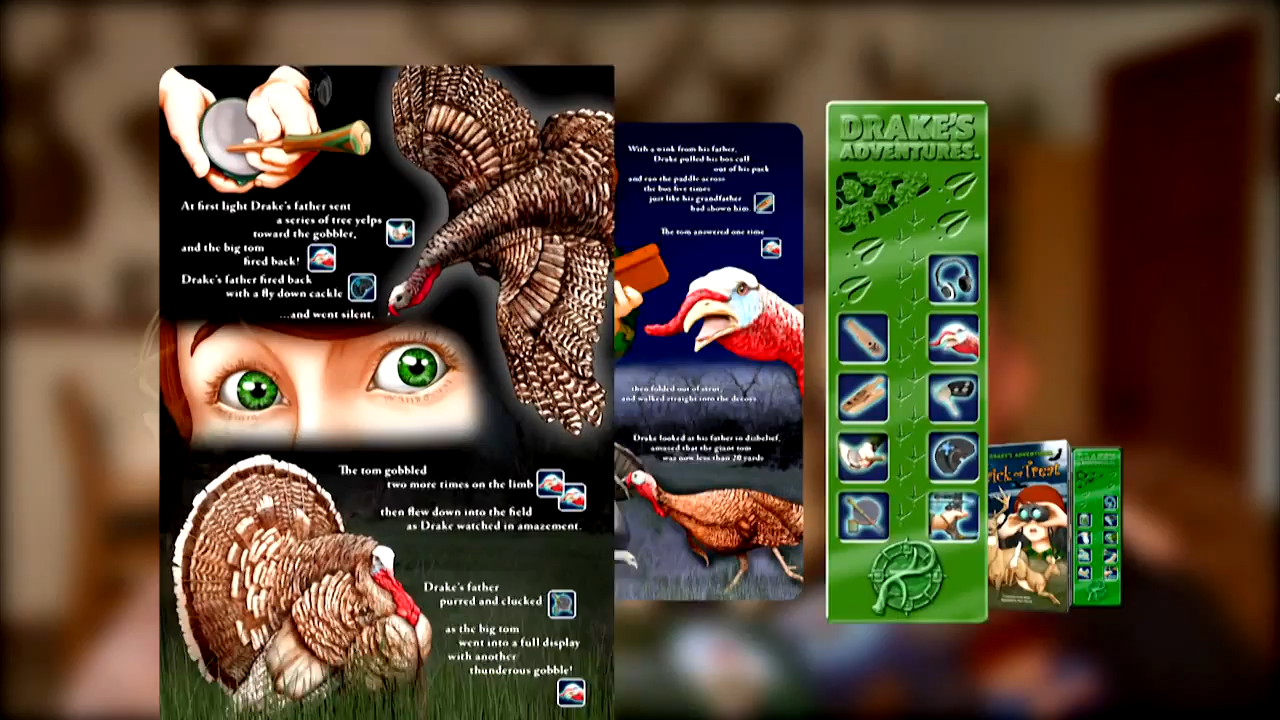 At first light Drake's father sent
a series of tree yelps
toward the gobbler,
and the big tom
fired back!
Drake's father fired back
with a fly down cackle
...and went silent.
The tom gobbled
two more times on the limb
then flew down into the field
as Drake watched in amazement.
Drake's father
purred and clucked
as the big tom
went into a full display
with another
thunderous gobble!
With a wink from his father,
Drake pulled his box call
out of his pack
and ran the paddle across
the box five times
just like his grandfather
had shown him.
The tom answered one time
then folded out of strut,
and walked straight into the decoys
Drake looked at his father in disbelief,
amazed that the giant tom
was now less than 20 yards
DRAKE'S
ADVENTURES.
DRAKE'S ADVENTURES
ick or Treat